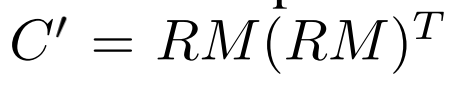 C′ = RM(RM)ᵀ